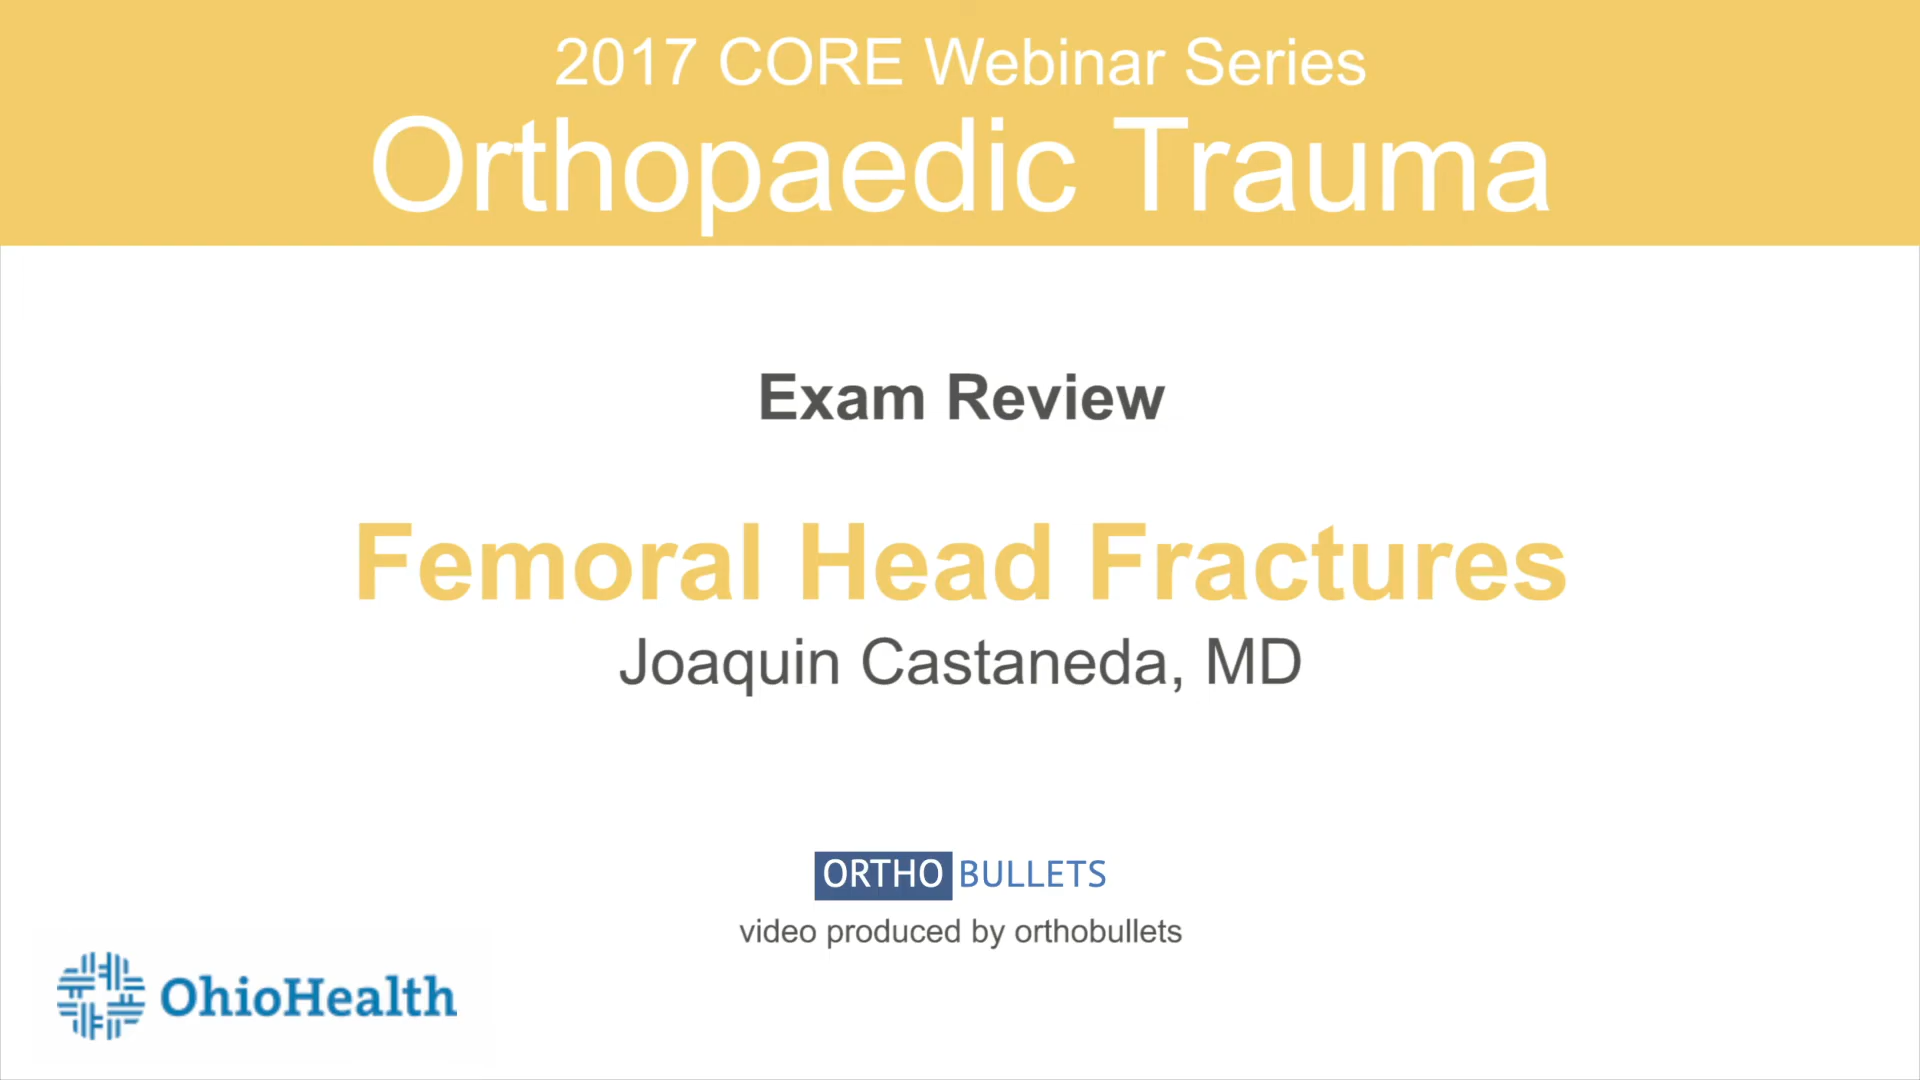 2017 CORE Webinar Series
Orthopaedic Trauma
Exam Review
Femoral Head Fractures
Joaquin Castaneda, MD
ORTHO BULLETS
video produced by orthobullets
OhioHealth